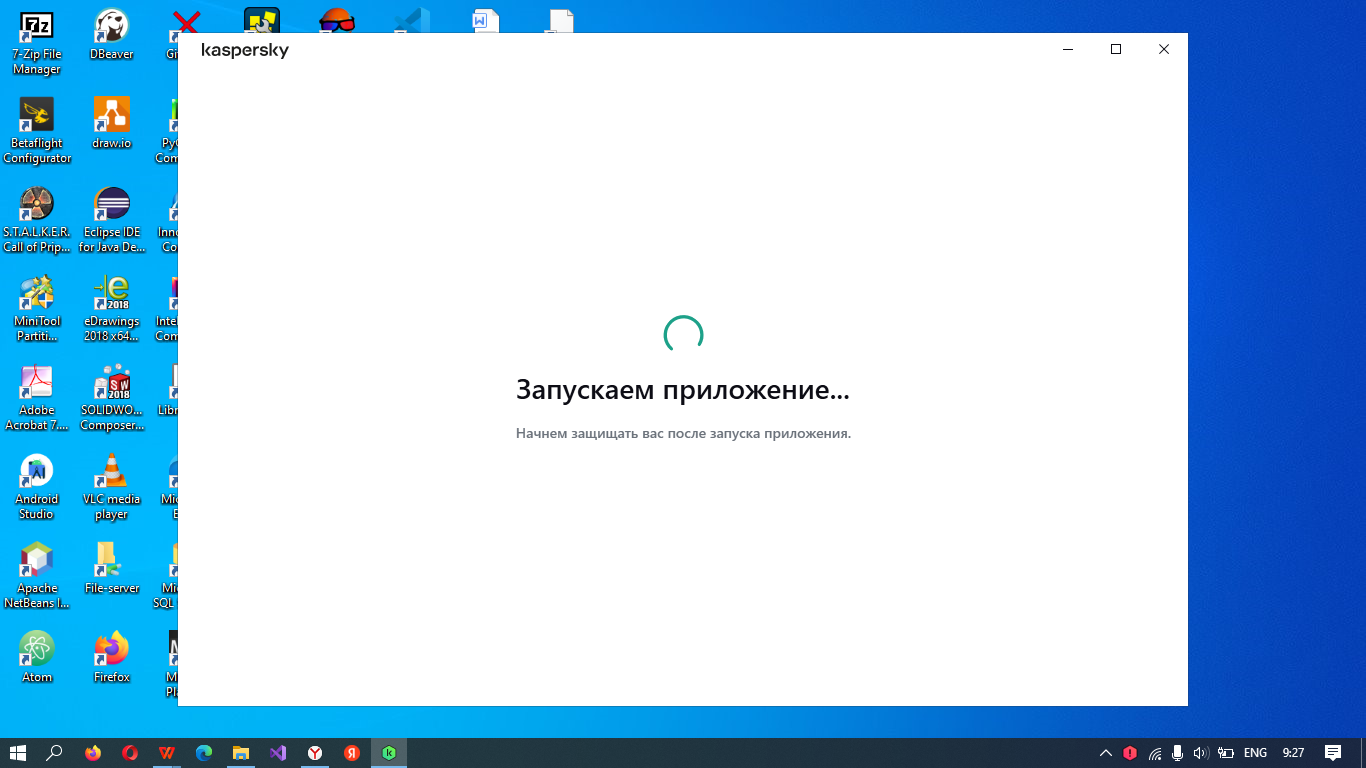 kaspersky
7-Zip File
Manager
DBeaver
Betaflight
Configurator
draw.io
S.T.A.L.K.E.R.
Call of Prip...
Eclipse IDE
for Java De...
MiniTool
Partiti...
eDrawings
2018 x64...
Adobe
Acrobat 7....
SOLIDWO...
Composer...
Android
Studio
VLC media
player
Apache
NetBeans I...
File-server
SQL
Atom
Firefox
Запускаем приложение...
Начнем защищать вас после запуска приложения.
ENG
9:27